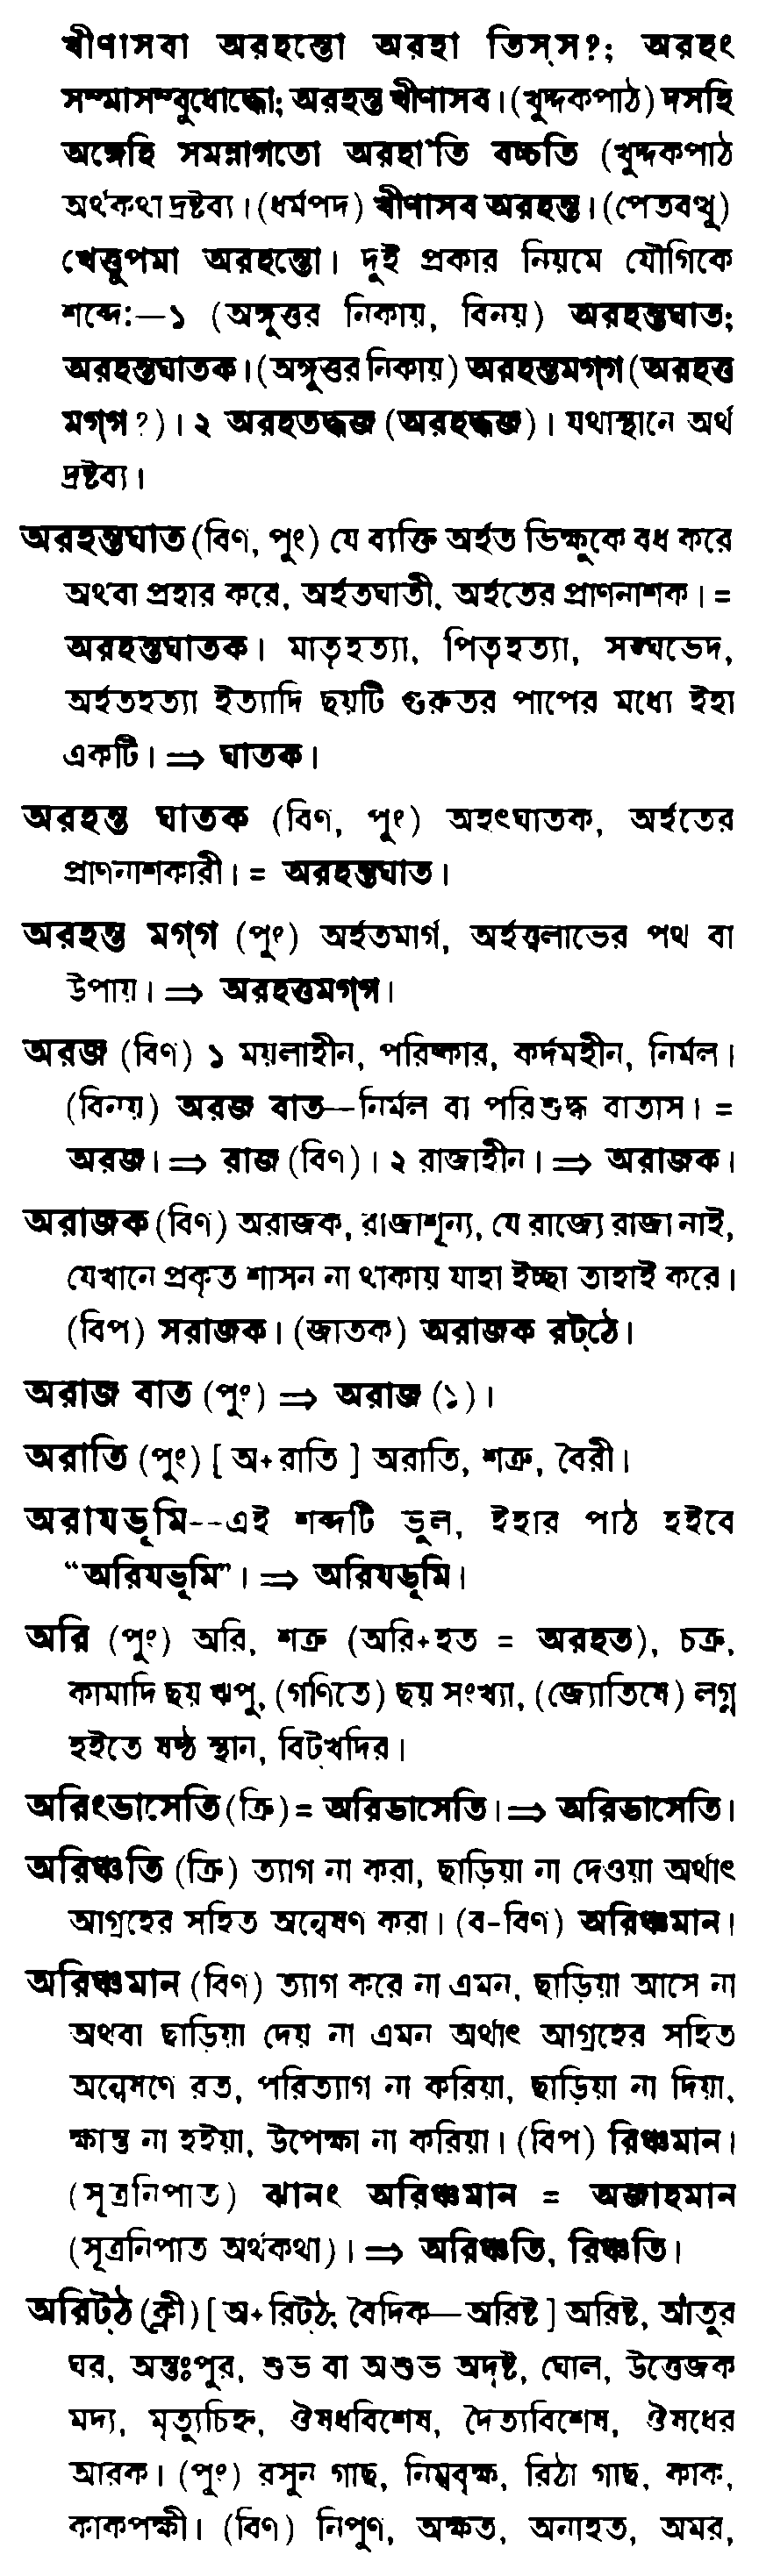 খীণাসবা অরহন্তো অরহা তিস্স?; অরহং
সম্মাসম্বুধোদ্ধো; অরহন্ত খীণাসব। (খুদ্দকপাঠ) দসহি
অঙ্গেহি সমন্নাগতো অরহা'তি বচ্চতি (খুদ্দকপাঠ
অর্থকথা দ্রষ্টব্য। (ধর্মপদ) খীণাসব অরহন্ত। (পেতবত্থু)
খেত্তূপমা অরহন্তো। দুই প্রকার নিয়মে যৌগিকে
শব্দে:—১ (অঙ্গুত্তর নিকায়, বিনয়) অরহন্তঘাত;
অরহন্তঘাতক। (অঙ্গুত্তর নিকায়) অরহন্তমগ্গ (অরহত্ত
মগ্গ?)। ২ অরহতদ্ধজ (অরহদ্ধজ)। যথাস্থানে অর্থ
দ্রষ্টব্য।
অরহন্তঘাত (বিণ, পুং) যে ব্যক্তি অর্হত ভিক্ষুকে বধ করে
অথবা প্রহার করে, অর্হতঘাতী, অর্হতের প্রাণনাশক। =
অরহন্তঘাতক। মাতৃহত্যা, পিতৃহত্যা, সঙ্ঘভেদ,
অর্হতহত্যা ইত্যাদি ছয়টি গুরুতর পাপের মধ্যে ইহা
একটি। ⇒ ঘাতক।
অরহন্ত ঘাতক (বিণ, পুং) অহৎঘাতক, অর্হতের
প্রাণনাশকারী। = অরহন্তঘাত।
অরহন্ত মগ্গ (পুং) অর্হতমার্গ, অর্হত্ত্বলাভের পথ বা
উপায়। ⇒ অরহত্তমগ্গ।
অরজ (বিণ) ১ ময়লাহীন, পরিষ্কার, কর্দমহীন, নির্মল।
(বিনয়) অরজ বাত—নির্মল বা পরিশুদ্ধ বাতাস। =
অরজ। ⇒ রাজ (বিণ)। ২ রাজাহীন। ⇒ অরাজক।
অরাজক (বিণ) অরাজক, রাজাশূন্য, যে রাজ্যে রাজা নাই,
যেখানে প্রকৃত শাসন না থাকায় যাহা ইচ্ছা তাহাই করে।
(বিপ) সরাজক। (জাতক) অরাজক রট্ঠে।
অরাজ বাত (পুং) ⇒ অরাজ (১)।
অরাতি (পুং) [ অ+রাতি ] অরাতি, শত্রু, বৈরী।
অরাযভূমি--এই শব্দটি ভুল, ইহার পাঠ হইবে
“অরিযভূমি”। ⇒ অরিযভূমি।
অরি (পুং) অরি, শত্রু (অরি+হত = অরহত), চক্র,
কামাদি ছয় ঋপু, (গণিতে) ছয় সংখ্যা, (জ্যোতিষে) লগ্ন
হইতে ষষ্ঠ স্থান, বিট্খদির।
অরিংভাসেতি (ক্রি) = অরিভাসেতি। ⇒ অরিভাসেতি।
অরিঞ্চতি (ক্রি) ত্যাগ না করা, ছাড়িয়া না দেওয়া অর্থাৎ
আগ্রহের সহিত অন্বেষণ করা। (ব-বিণ) অরিঞ্চমান।
অরিঞ্চমান (বিণ) ত্যাগ করে না এমন, ছাড়িয়া আসে না
অথবা ছাড়িয়া দেয় না এমন অর্থাৎ আগ্রহের সহিত
অন্বেষণে রত, পরিত্যাগ না করিয়া, ছাড়িয়া না দিয়া,
ক্ষান্ত না হইয়া, উপেক্ষা না করিয়া। (বিপ) রিঞ্চমান।
(সূত্রনিপাত) ঝানং অরিঞ্চমান = অজাহমান
(সূত্রনিপাত অর্থকথা)। ⇒ অরিঞ্চতি, রিঞ্চতি।
অরিট্ঠ (ক্লী) [ অ+রিট্ঠ; বৈদিক—অরিষ্ট ] অরিষ্ট, আঁতুর
ঘর, অন্তঃপুর, শুভ বা অশুভ অদৃষ্ট, ঘোল, উত্তেজক
মদ্য, মৃত্যুচিহ্ন, ঔষধবিশেষ, দৈত্যবিশেষ, ঔষধের
আরক। (পুং) রসুন গাছ, নিম্ববৃক্ষ, রিঠা গাছ, কাক,
কাকপক্ষী। (বিণ) নিপুণ, অক্ষত, অনাহত, অমর,